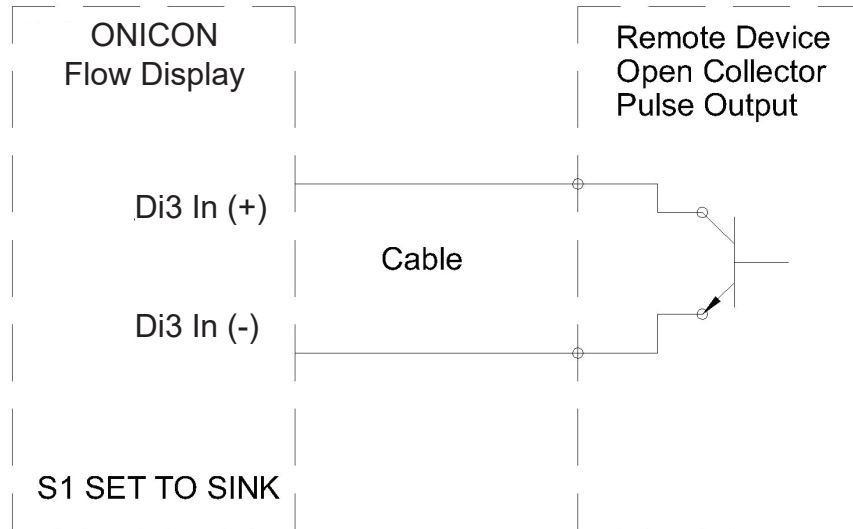 ONICON
Flow Display
Remote Device
Open Collector
Pulse Output
Di3 In (+)
Cable
Di3 In (-)
S1 SET TO SINK